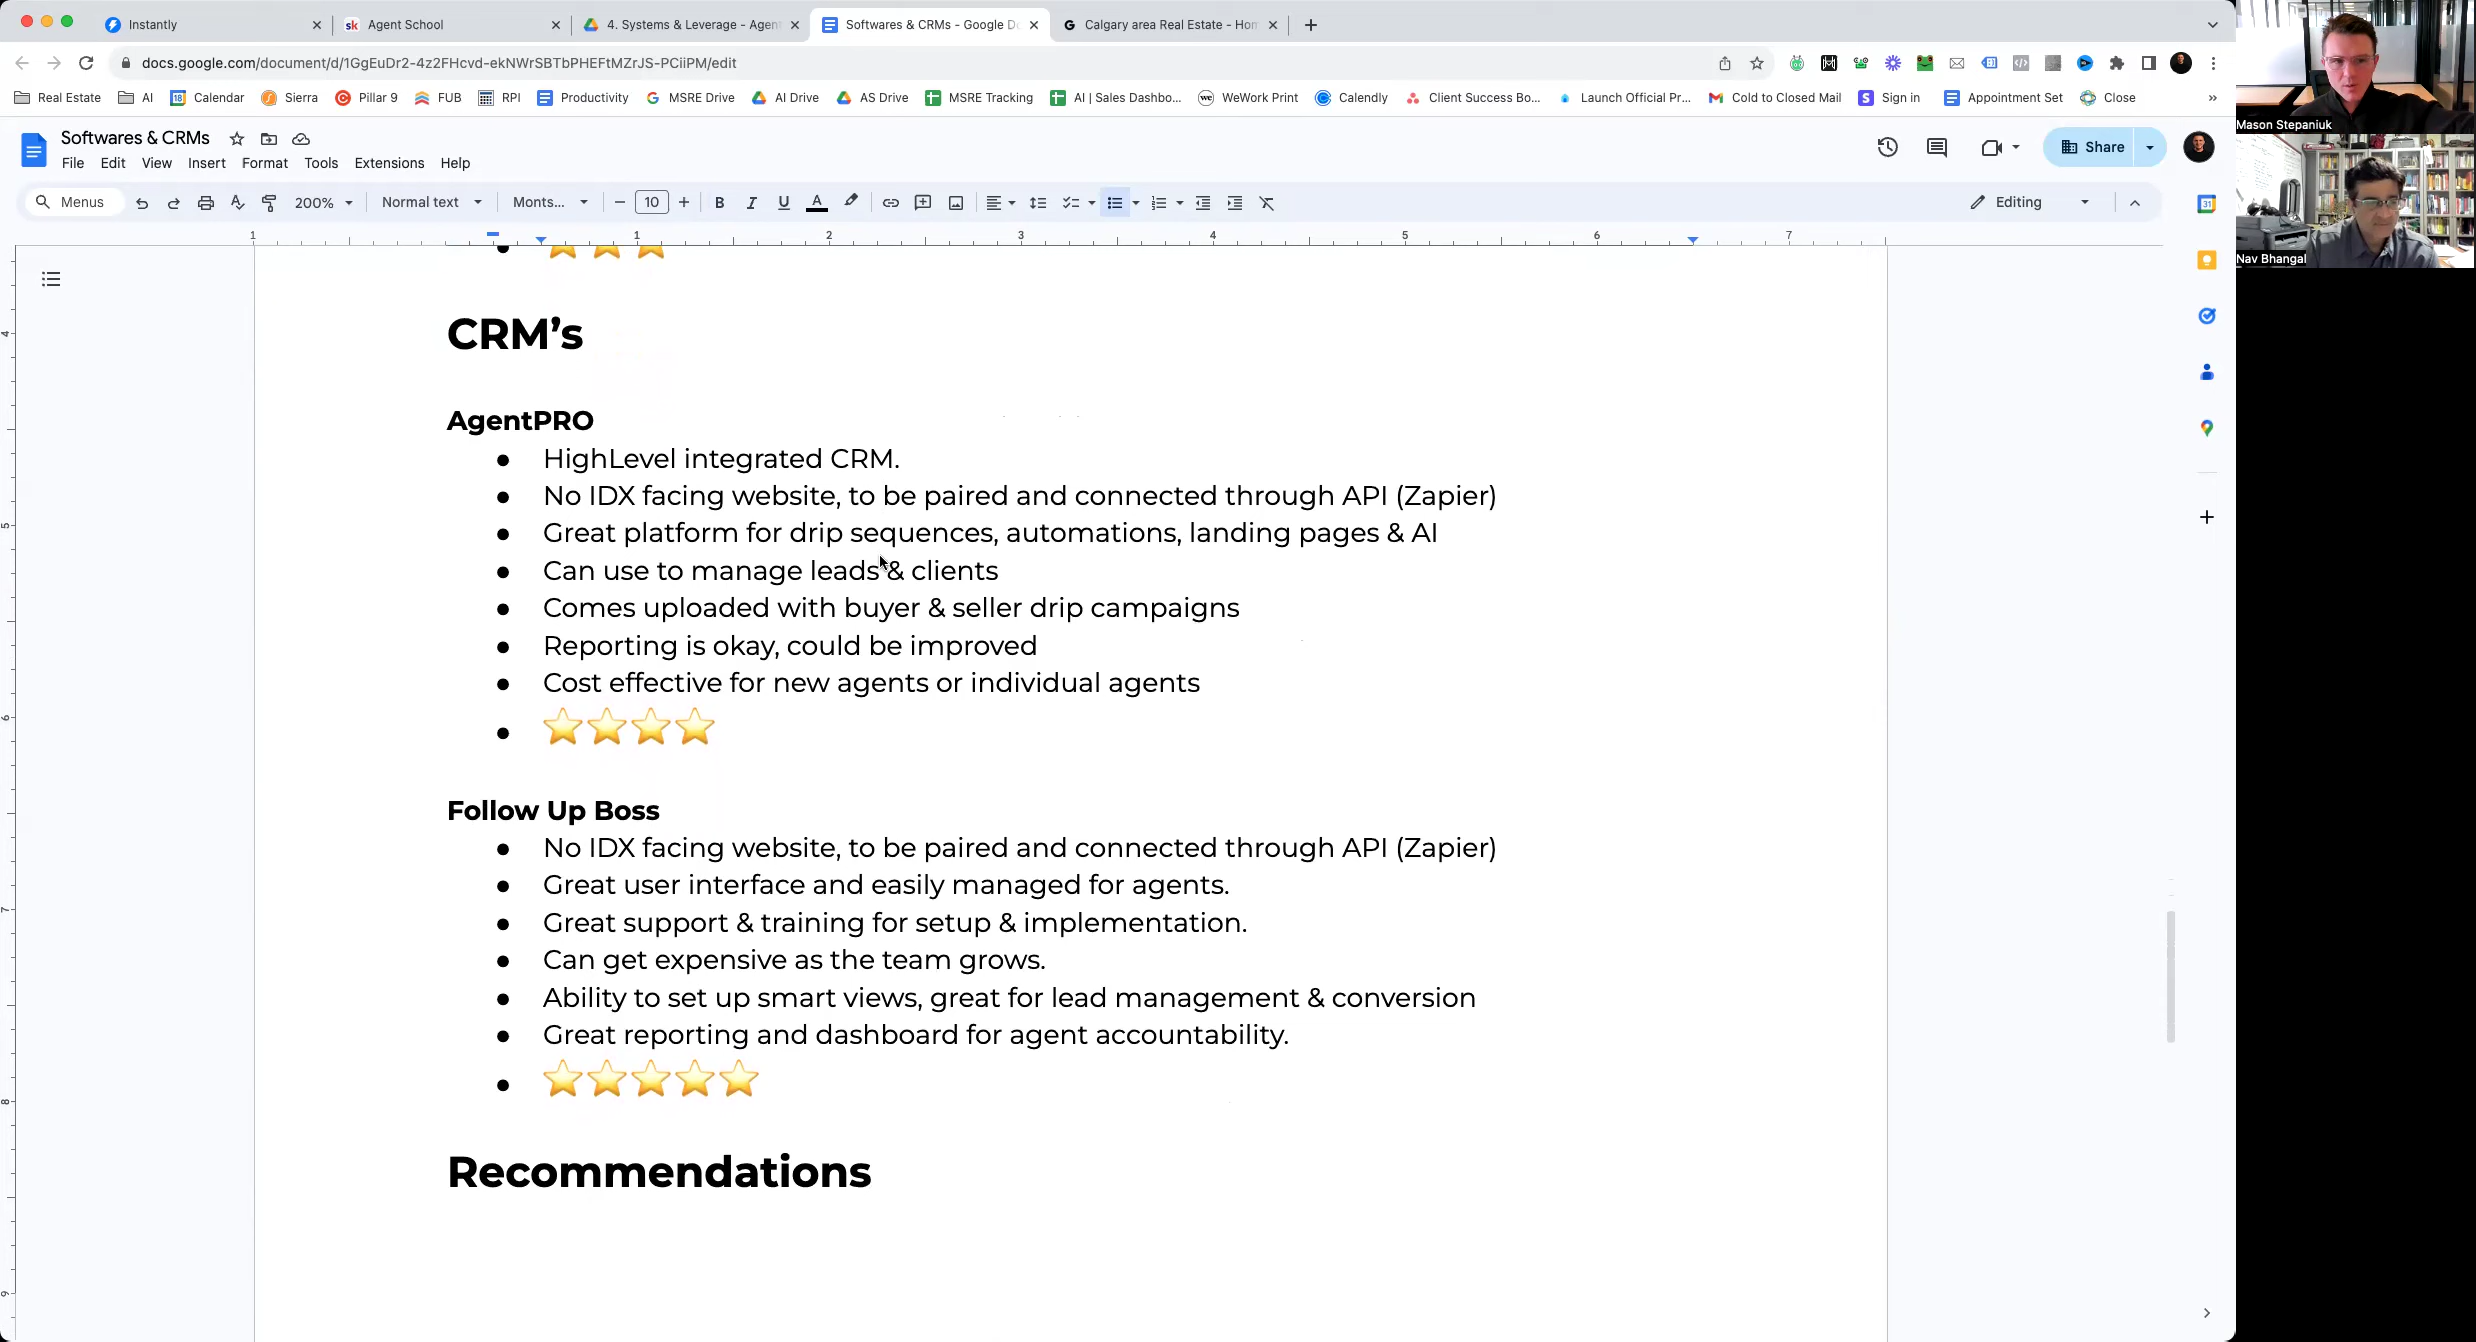 Instantly
Agent School
4. Systems & Leverage - Agen
Softwares & CRMs - Google Do
Calgary area Real Estate - Hom
docs.google.com/document/d/1GgEuDr2-4z2FHcvd-ekNWrSBTbPHEFtMZrJS-PCiiPM/edit
Real Estate
AI
Calendar
Sierra
Pillar 9
FUB
RPI
Productivity
MSRE Drive
AI Drive
AS Drive
MSRE Tracking
AI | Sales Dashbo...
WeWork Print
Calendly
Client Success Bo...
Launch Official Pr...
Cold to Closed Mail
Sign in
Appointment Set
Close
Mason Stepaniuk
Softwares & CRMs
File Edit View Insert Format Tools Extensions Help
Share
Menus
200%
Normal text
Monts...
10
Editing
Nav Bhangal
1 1 2 3 4 5 6 7
CRM’s
AgentPRO
● HighLevel integrated CRM.
● No IDX facing website, to be paired and connected through API (Zapier)
● Great platform for drip sequences, automations, landing pages & AI
● Can use to manage leads & clients
● Comes uploaded with buyer & seller drip campaigns
● Reporting is okay, could be improved
● Cost effective for new agents or individual agents
● ⭐⭐⭐⭐
Follow Up Boss
● No IDX facing website, to be paired and connected through API (Zapier)
● Great user interface and easily managed for agents.
● Great support & training for setup & implementation.
● Can get expensive as the team grows.
● Ability to set up smart views, great for lead management & conversion
● Great reporting and dashboard for agent accountability.
● ⭐⭐⭐⭐⭐
Recommendations